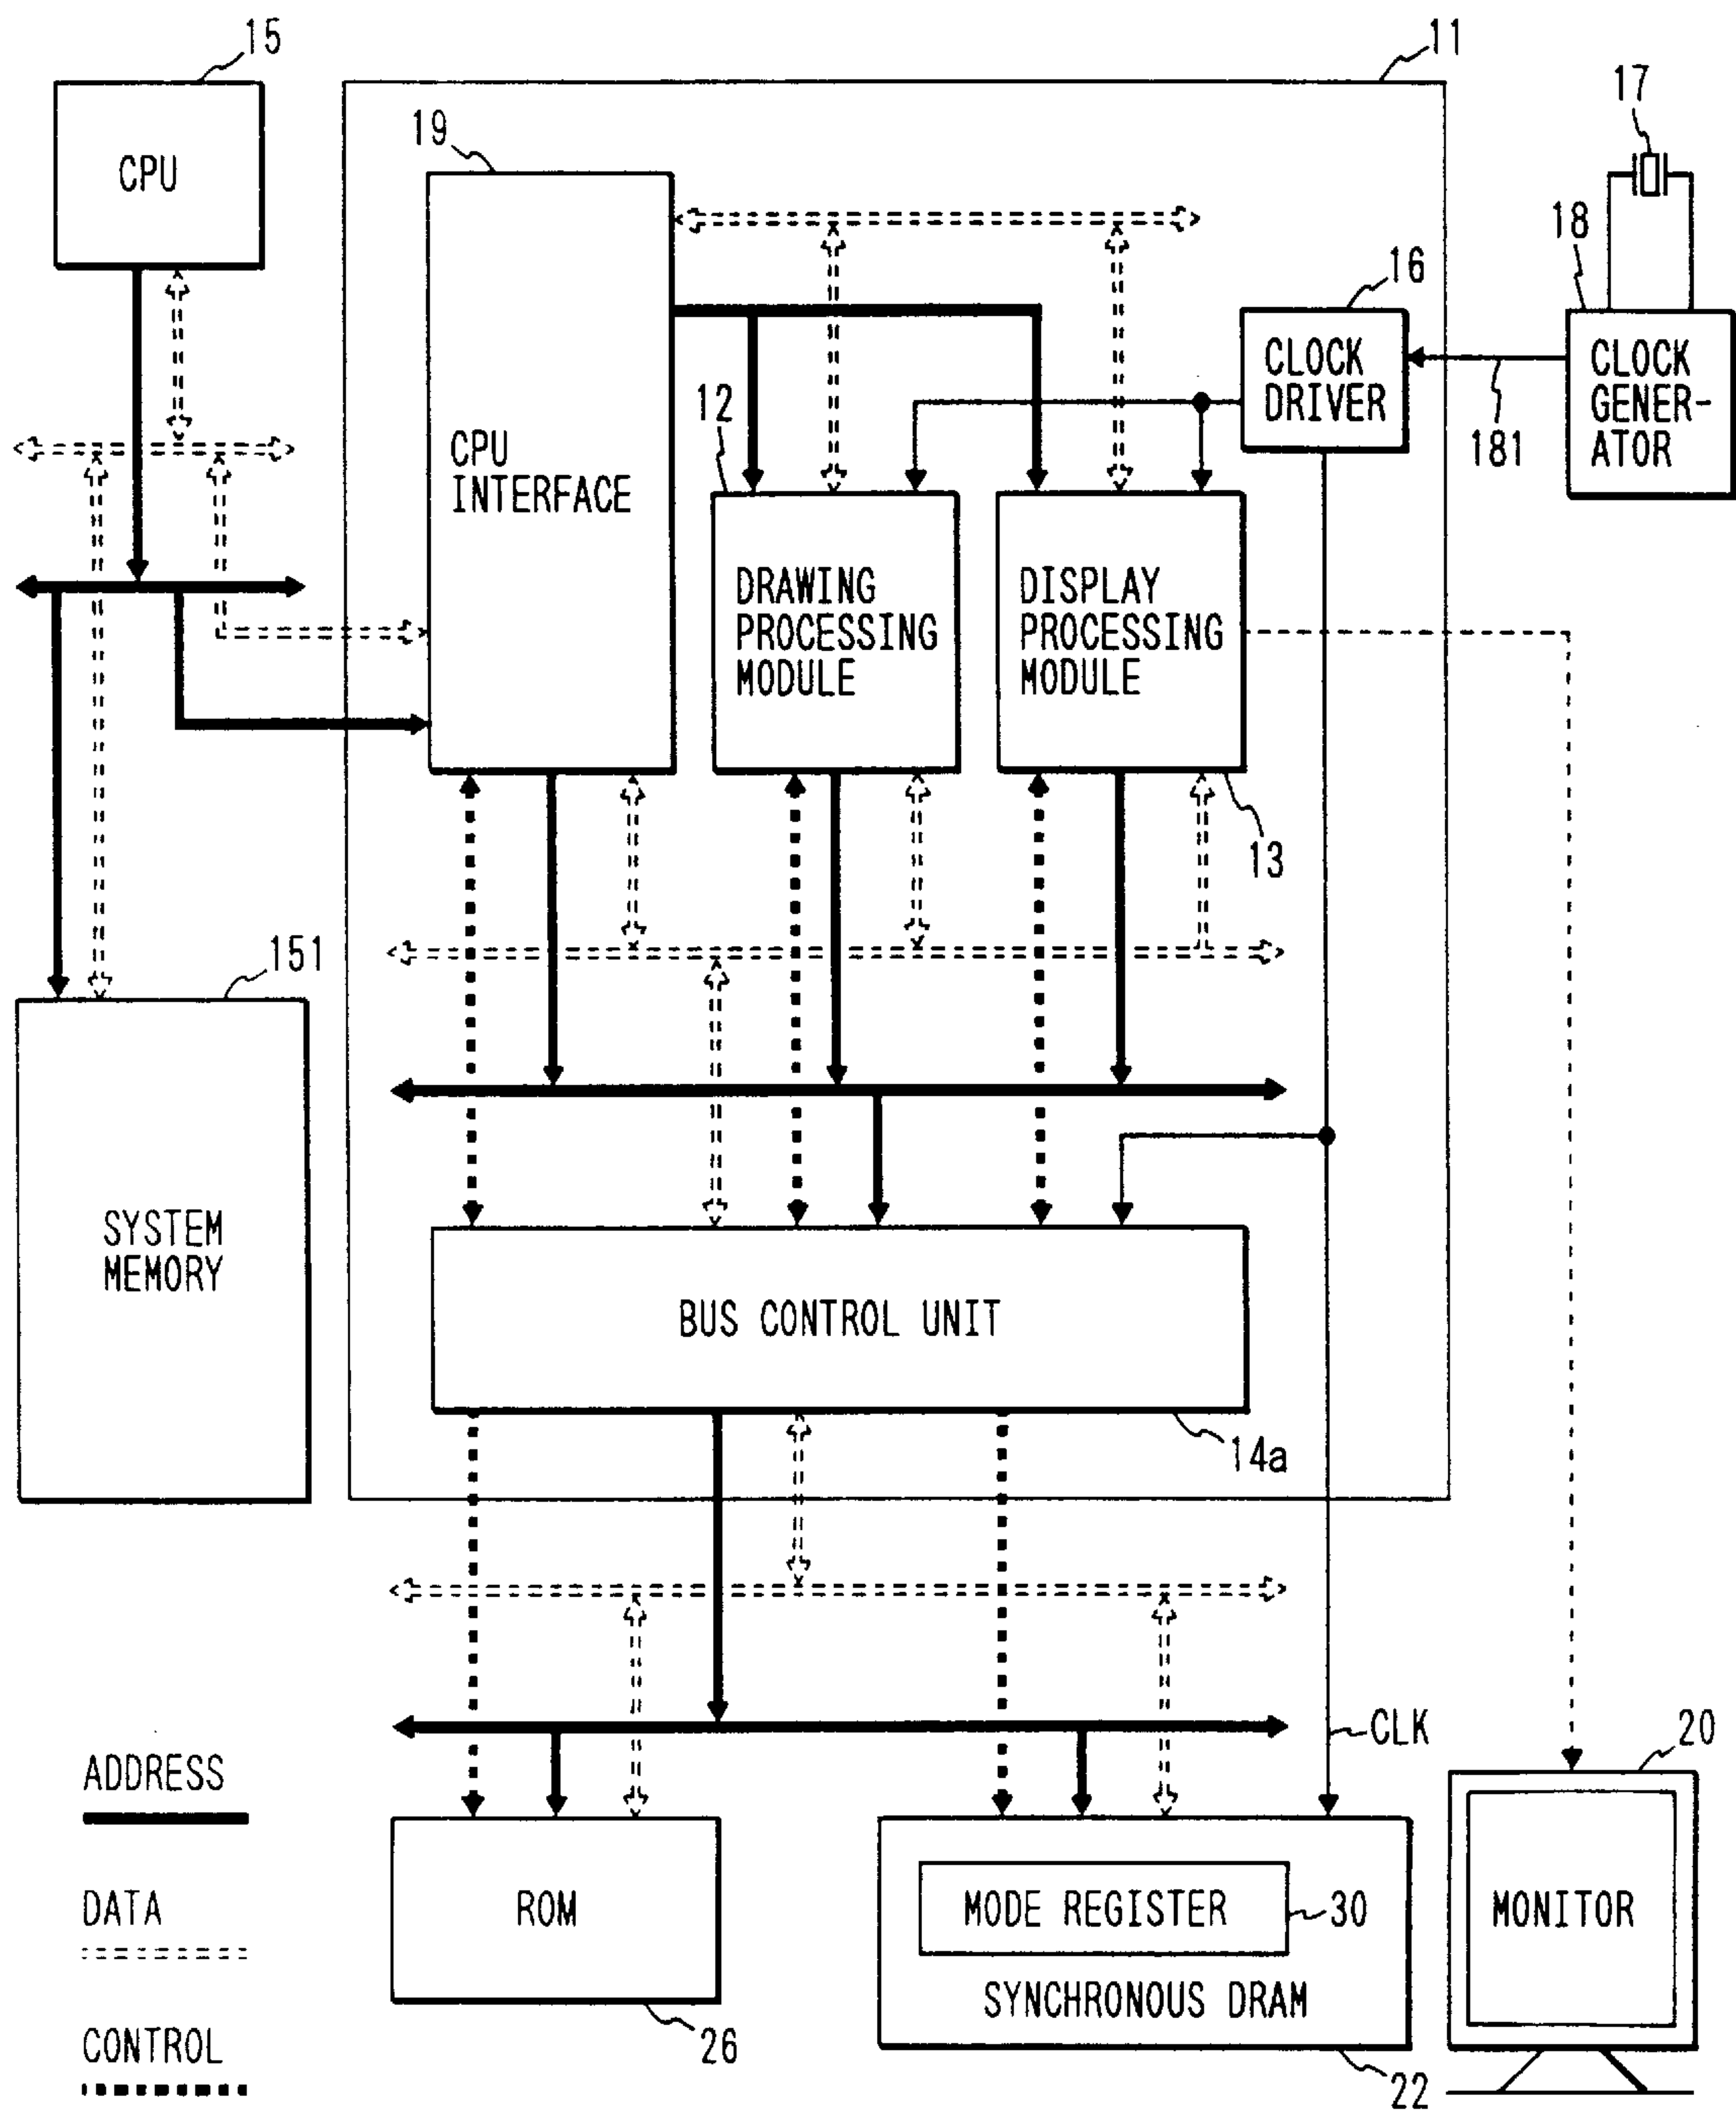 15
11
17
19
CPU
18
16
CLOCK
DRIVER
CLOCK
GENER-
ATOR
12
181
CPU
INTERFACE
DRAWING
PROCESSING
MODULE
DISPLAY
PROCESSING
MODULE
13
151
SYSTEM
MEMORY
BUS CONTROL UNIT
14a
CLK
20
ADDRESS
DATA
CONTROL
ROM
26
MODE REGISTER
30
SYNCHRONOUS DRAM
22
MONITOR